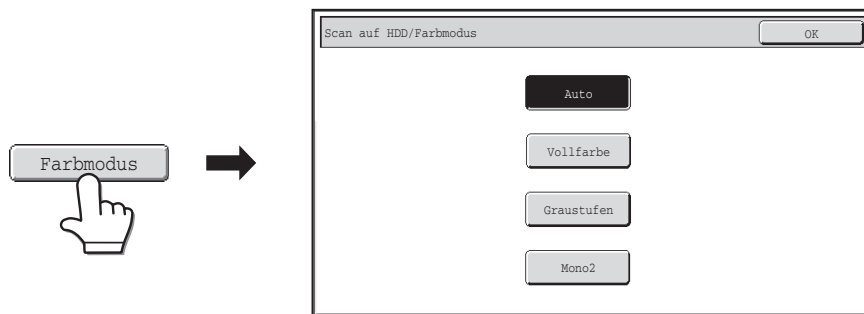 Scan auf HDD/Farbmodus OK
Auto
Farbmodus
Vollfarbe
Graustufen
Mono2